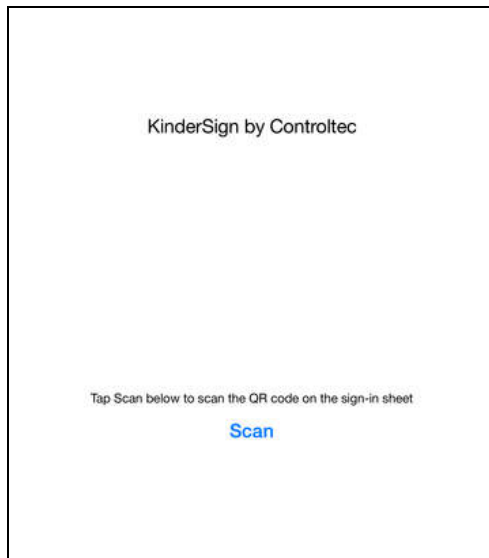 KinderSign by Controltec
Tap Scan below to scan the QR code on the sign-in sheet
Scan